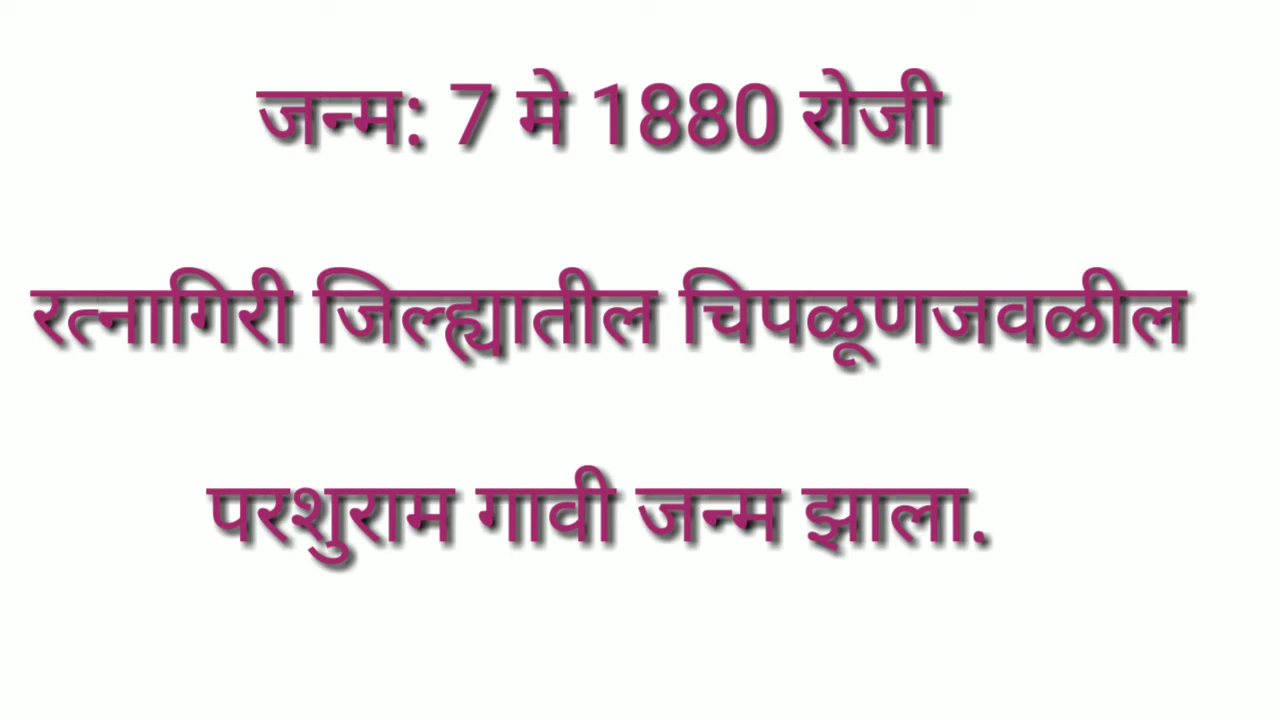 जन्म: 7 मे 1880 रोजी
रत्नागिरी जिल्ह्यातील चिपळूणजवळील
परशुराम गावी जन्म झाला.